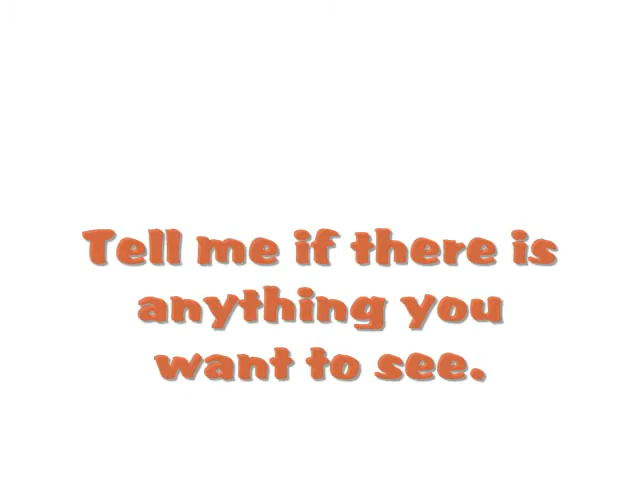 Tell me if there is
anything you
want to see.